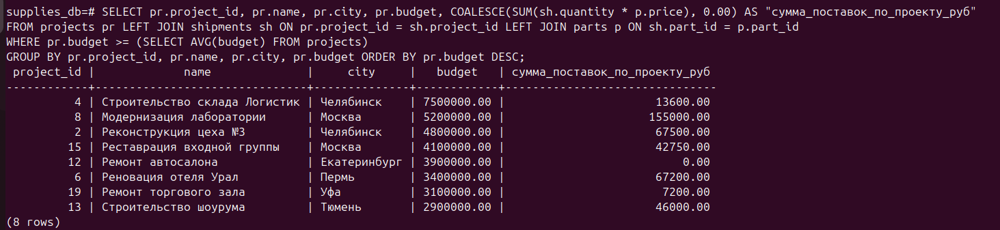 supplies_db=# SELECT pr.project_id, pr.name, pr.city, pr.budget, COALESCE(SUM(sh.quantity * p.price), 0.00) AS "сумма_поставок_по_проекту_руб"
FROM projects pr LEFT JOIN shipments sh ON pr.project_id = sh.project_id LEFT JOIN parts p ON sh.part_id = p.part_id
WHERE pr.budget >= (SELECT AVG(budget) FROM projects)
GROUP BY pr.project_id, pr.name, pr.city, pr.budget ORDER BY pr.budget DESC;
 project_id |             name              |     city     |   budget   | сумма_поставок_по_проекту_руб
------------+-------------------------------+--------------+------------+-------------------------------
          4 | Строительство склада Логистик | Челябинск    | 7500000.00 |                      13600.00
          8 | Модернизация лаборатории      | Москва       | 5200000.00 |                     155000.00
          2 | Реконструкция цеха №3         | Челябинск    | 4800000.00 |                      67500.00
         15 | Реставрация входной группы    | Москва       | 4100000.00 |                      42750.00
         12 | Ремонт автосалона             | Екатеринбург | 3900000.00 |                          0.00
          6 | Реновация отеля Урал          | Пермь        | 3400000.00 |                      67200.00
         19 | Ремонт торгового зала         | Уфа          | 3100000.00 |                       7200.00
         13 | Строительство шоурума         | Тюмень       | 2900000.00 |                      46000.00
(8 rows)